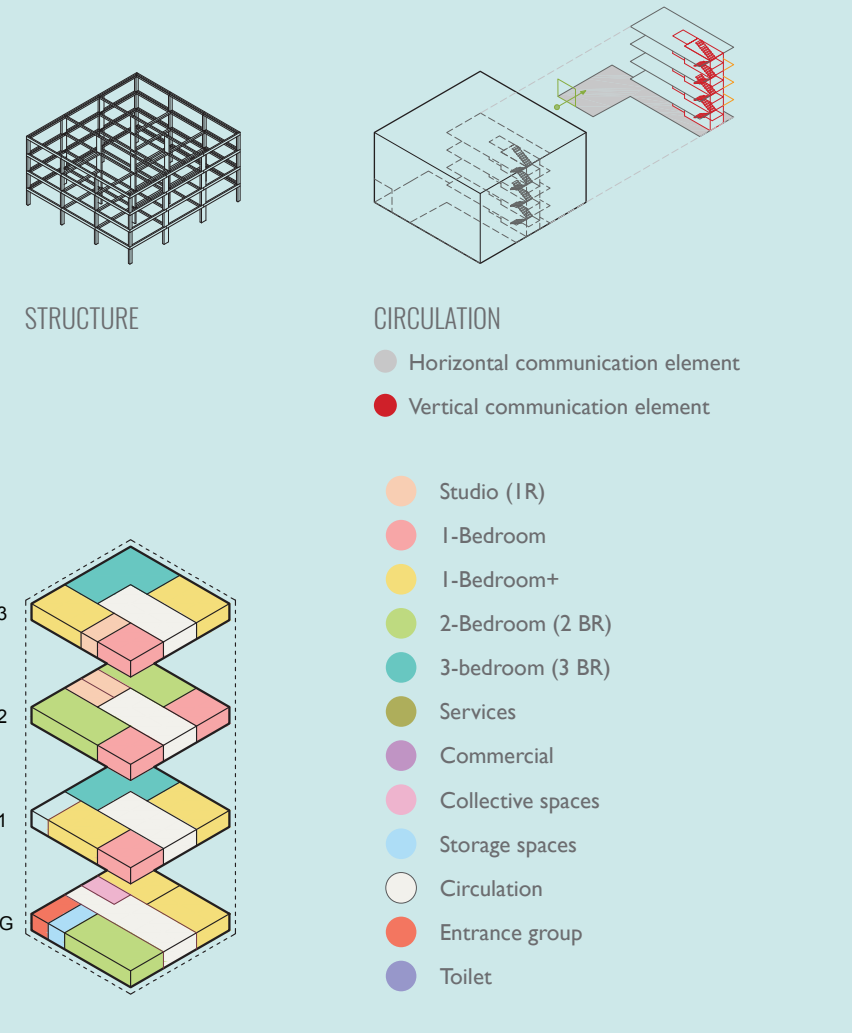 STRUCTURE
CIRCULATION
Horizontal communication element
Vertical communication element
Studio (1R)
1-Bedroom
1-Bedroom+
2-Bedroom (2 BR)
3-bedroom (3 BR)
Services
Commercial
Collective spaces
Storage spaces
Circulation
Entrance group
Toilet
3
2
1
G